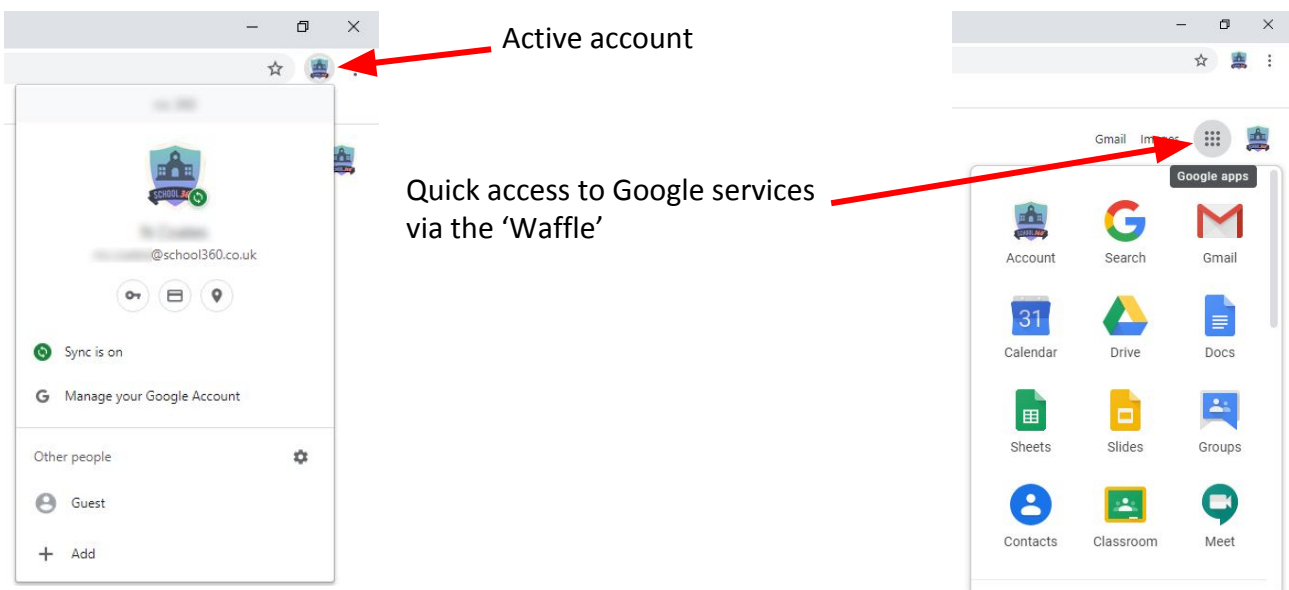 Active account
@school360.co.uk
Sync is on
Manage your Google Account
Other people
Guest
Add
SCHOOL 360
Quick access to Google services
via the ‘Waffle’
Gmail
Google apps
Account Search Gmail
31
Calendar Drive Docs
Sheets Slides Groups
Contacts Classroom Meet